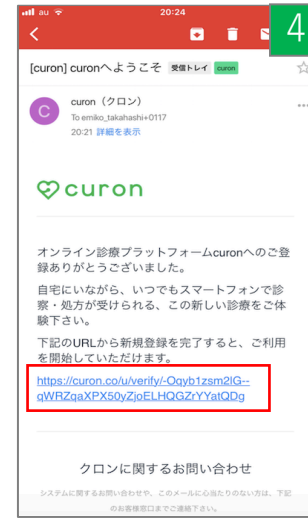 au 20:24
4
[curon] curonへようこそ 受信トレイ curon
C
curon（クロン）
To emiko_takahashi+0117
20:21 詳細を表示
curon
オンライン診療プラットフォームcuronへのご登
録ありがとうございました。
自宅にいながら、いつでもスマートフォンで診
察・処方が受けられる、この新しい診療をご体
験下さい。
下記のURLから新規登録を完了すると、ご利用
を開始していただけます。
https://curon.co/u/verify/-Oqyb1zsm2lG--
qWRZqaXPX50yZjoELHQGZrYYatQDg
クロンに関するお問い合わせ
システムに関するお問い合わせや、このメールに心当たりのない方は、下記
のお客様窓口までご連絡下さい。